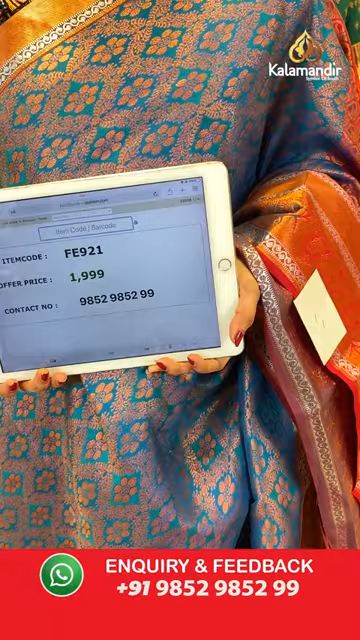 Kalamandir
Item Code / Barcode
ITEMCODE : FE921
OFFER PRICE : 1,999
CONTACT NO : 9852 9852 99
ENQUIRY & FEEDBACK
+91 9852 9852 99